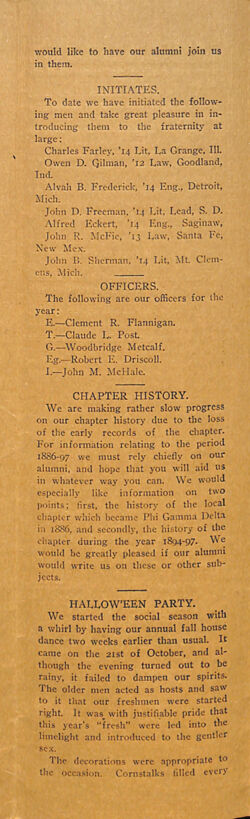 would like to have our alumni join us
in them.
INITIATES.
To date we have initiated the follow-
ing men and take great pleasure in in-
troducing them to the fraternity at
large:
Charles Farley, '14 Lit, La Grange, Ill.
Owen D. Gilman, '12 Law, Goodland,
Ind.
Alvah B. Frederick, '14 Eng., Detroit,
Mich.
John D. Freeman, '14 Lit, Lead, S. D.
Alfred Eckert, '14 Eng., Saginaw,
John R. McFie, '13 Law, Santa Fe,
New Mex.
John B. Sherman, '14 Lit, Mt. Clem-
ens, Mich.
OFFICERS.
The following are our officers for the
year:
E.—Clement R. Flannigan.
T.—Claude L. Post.
G.—Woodbridge Metcalf.
Eg.—Robert E. Driscoll.
I.—John M. McHale.
CHAPTER HISTORY.
We are making rather slow progress
on our chapter history due to the loss
of the early records of the chapter.
For information relating to the period
1886-97 we must rely chiefly on our
alumni, and hope that you will aid us
in whatever way you can. We would
especially like information on two
points; first, the history of the local
chapter which became Phi Gamma Delta
in 1886, and secondly, the history of the
chapter during the year 1894-97. We
would be greatly pleased if our alumni
would write us on these or other sub-
jects.
HALLOW'EEN PARTY.
We started the social season with
a whirl by having our annual fall house
dance two weeks earlier than usual. It
came on the 21st of October, and al-
though the evening turned out to be
rainy, it failed to dampen our spirits.
The older men acted as hosts and saw
to it that our freshmen were started
right. It was with justifiable pride that
this year's "fresh" were led into the
limelight and introduced to the gentler
sex.
The decorations were appropriate to
the occasion. Cornstalks filled every